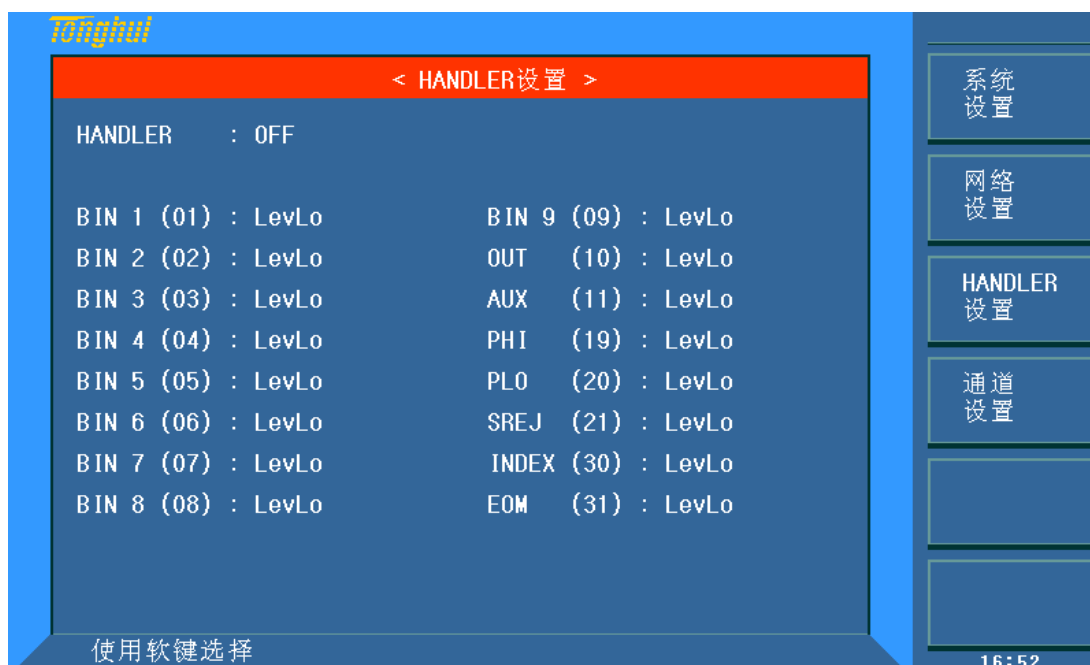 Tonghui
< HANDLER设置 >
HANDLER : OFF
BIN 1 (01) : LevLo
BIN 2 (02) : LevLo
BIN 3 (03) : LevLo
BIN 4 (04) : LevLo
BIN 5 (05) : LevLo
BIN 6 (06) : LevLo
BIN 7 (07) : LevLo
BIN 8 (08) : LevLo
BIN 9 (09) : LevLo
OUT (10) : LevLo
AUX (11) : LevLo
PHI (19) : LevLo
PLO (20) : LevLo
SREJ (21) : LevLo
INDEX (30) : LevLo
EOM (31) : LevLo
使用软键选择
系统
设置
网络
设置
HANDLER
设置
通道
设置
16:52